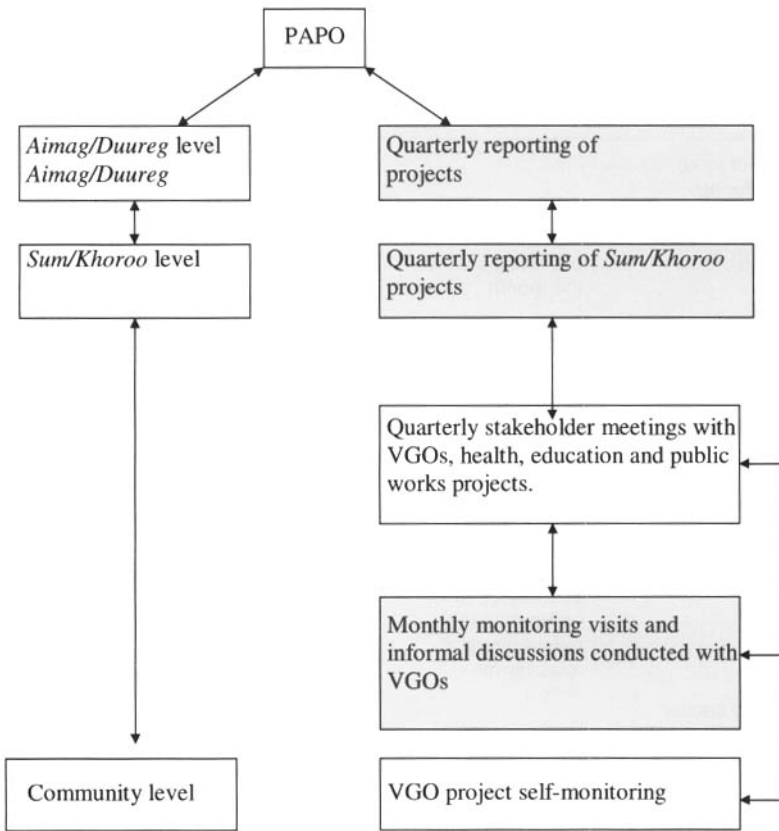 PAPO
Aimag/Duureg level
Aimag/Duureg
Quarterly reporting of
projects
Sum/Khoroo level
Quarterly reporting of Sum/Khoroo
projects
Quarterly stakeholder meetings with
VGOs, health, education and public
works projects.
Monthly monitoring visits and
informal discussions conducted with
VGOs
Community level
VGO project self-monitoring